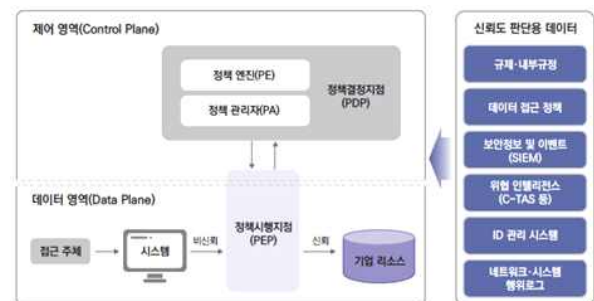 제어 영역(Control Plane)
정책 엔진(PE)
정책 관리자(PA)
정책결정지점
(PDP)
데이터 영역(Data Plane)
접근 주체
시스템
비신뢰
정책시행지점
(PEP)
신뢰
기업 리소스
신뢰도 판단용 데이터
규제·내부규정
데이터 접근 정책
보안정보 및 이벤트
(SIEM)
위협 인텔리전스
(C-TAS 등)
ID 관리 시스템
네트워크·시스템
행위로그